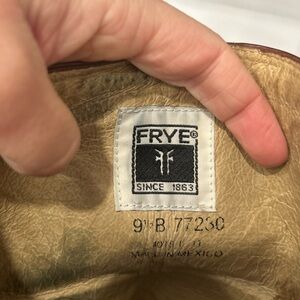 FRYE®
SINCE 1863
9½B 77230
MADE IN MEXICO